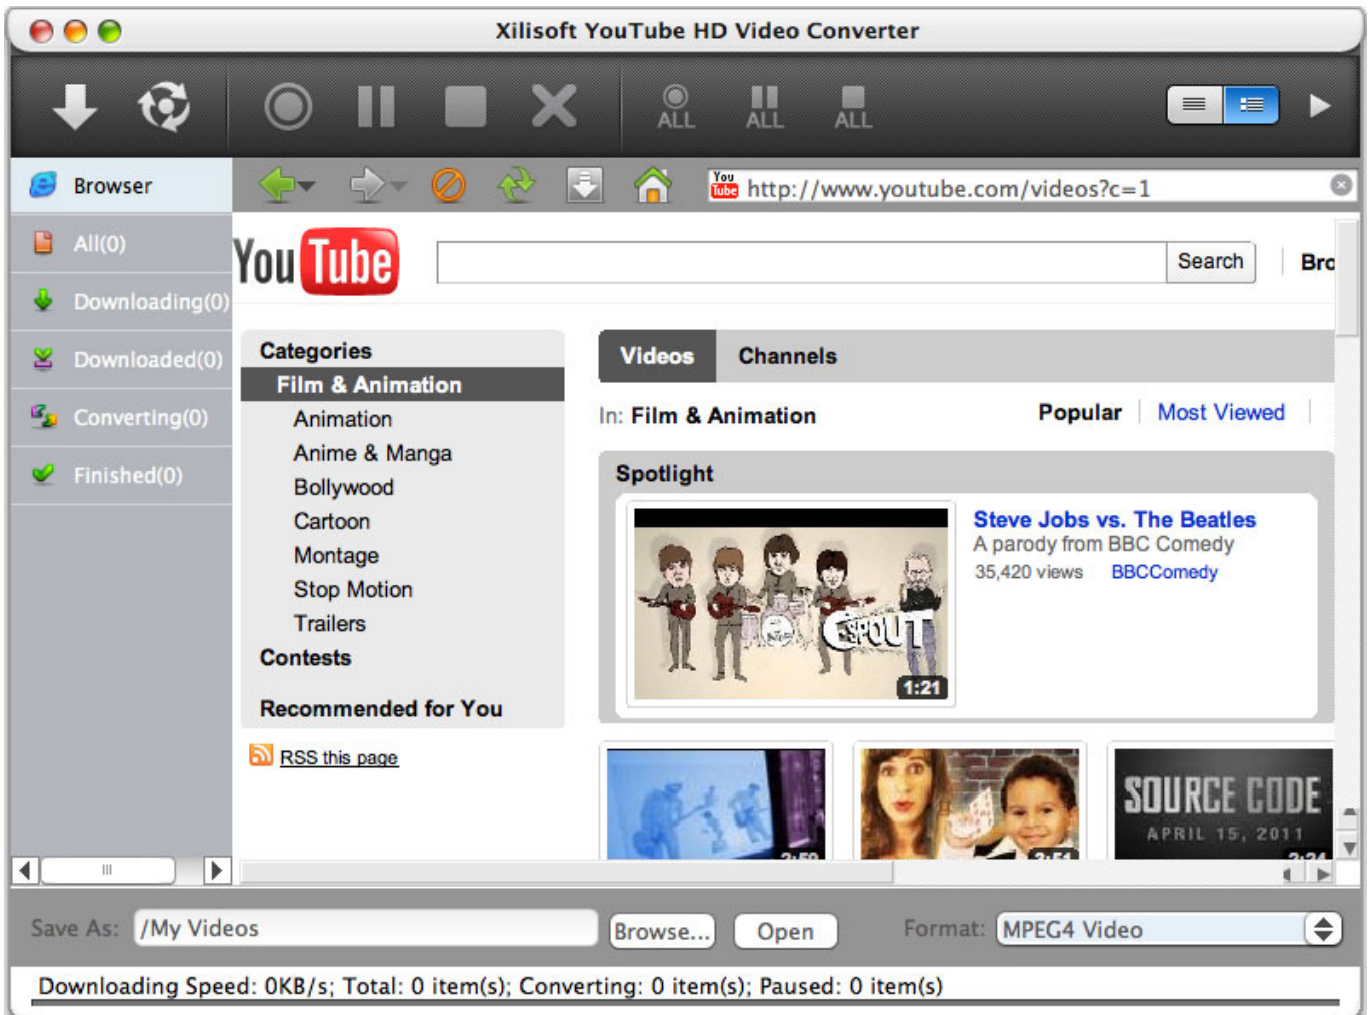 Xilisoft YouTube HD Video Converter
ALL ALL ALL
Browser
You Tube http://www.youtube.com/videos?c=1
All(0)
Downloading(0)
Downloaded(0)
Converting(0)
Finished(0)
You Tube
Search
Bro
Categories
Film & Animation
Animation
Anime & Manga
Bollywood
Cartoon
Montage
Stop Motion
Trailers
Contests
Recommended for You
RSS this page
Videos Channels
In: Film & Animation
Popular Most Viewed
Spotlight
SPOUT
1:21
Steve Jobs vs. The Beatles
A parody from BBC Comedy
35,420 views BBCComedy
SOURCE CODE
APRIL 15, 2011
Save As: /My Videos Browse... Open Format: MPEG4 Video
Downloading Speed: 0KB/s; Total: 0 item(s); Converting: 0 item(s); Paused: 0 item(s)